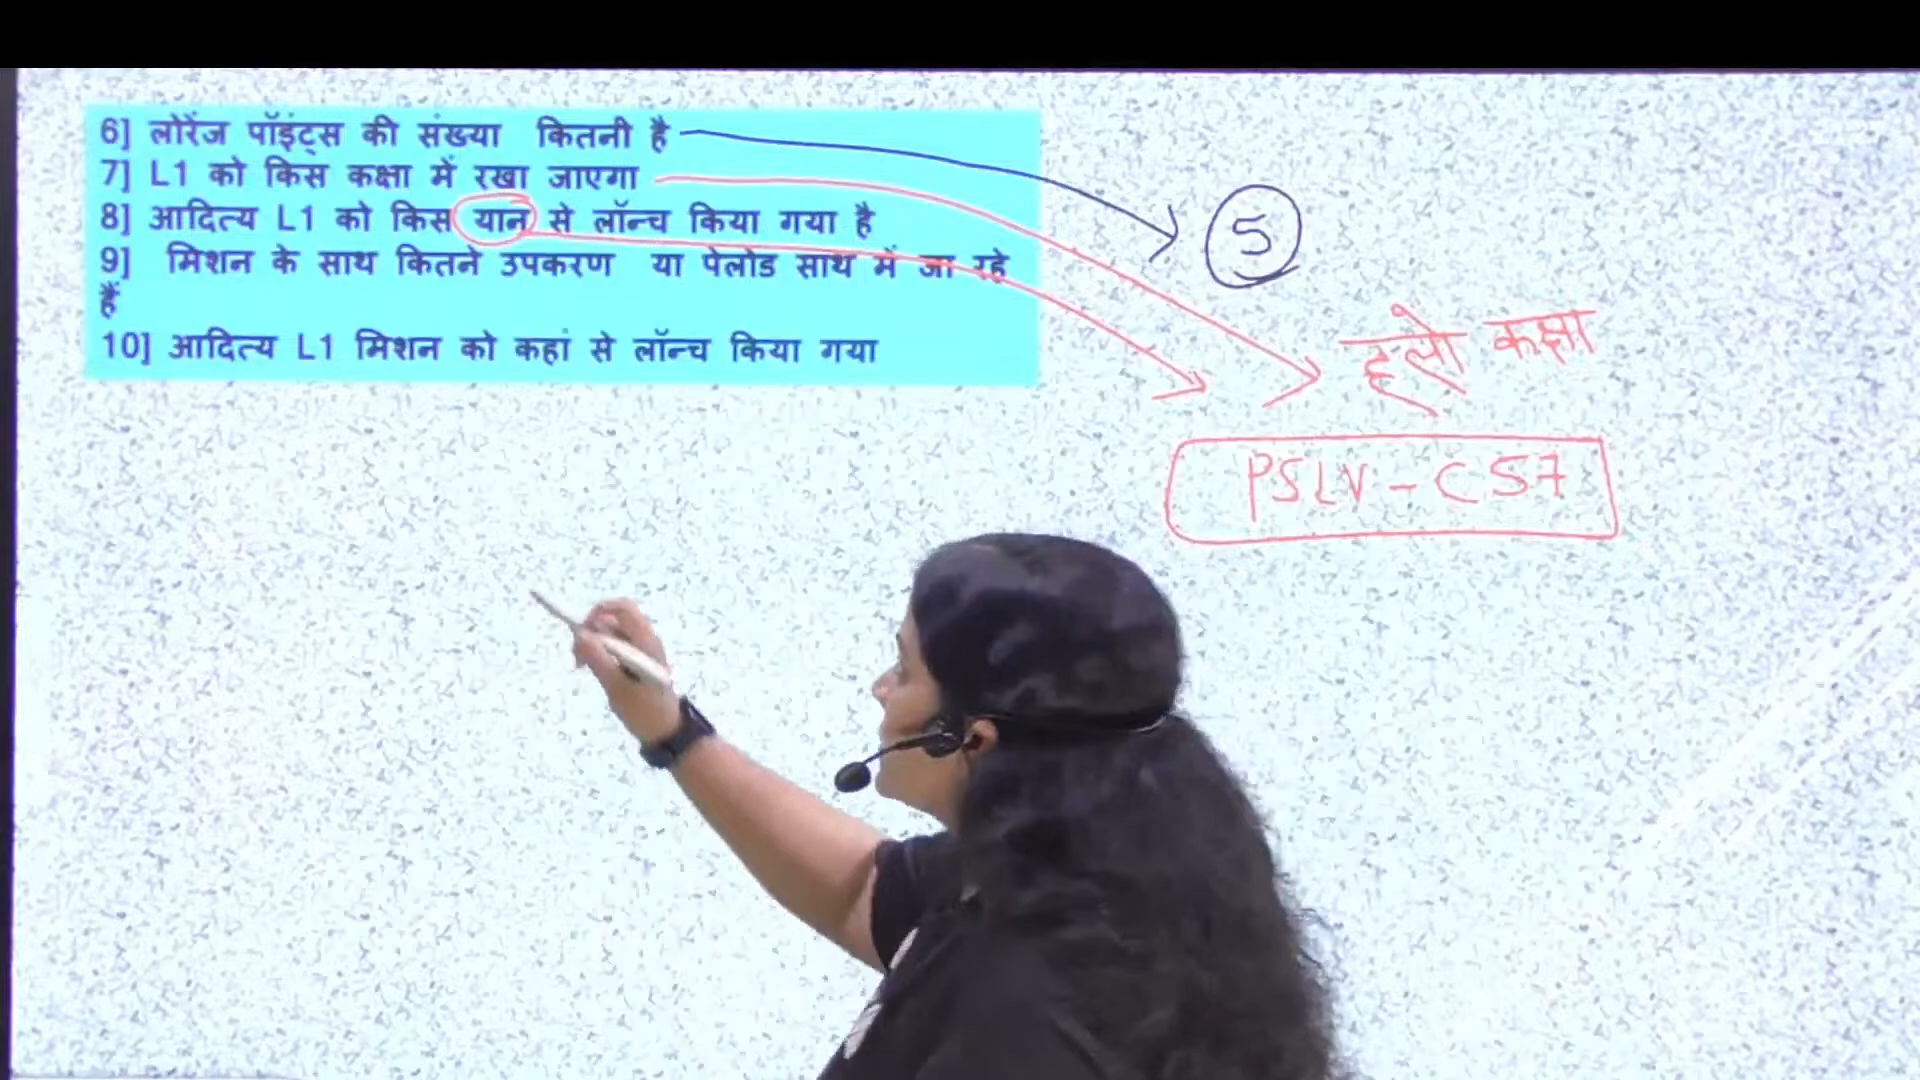 6] लोरेंज पॉइंट्स की संख्या कितनी है
7] L1 को किस कक्षा में रखा जाएगा
8] आदित्य L1 को किस यान से लॉन्च किया गया है
9] मिशन के साथ कितने उपकरण या पेलोड साथ में जा रहे
हैं
10] आदित्य L1 मिशन को कहां से लॉन्च किया गया
5
हलो कक्षा
PSLV-C57